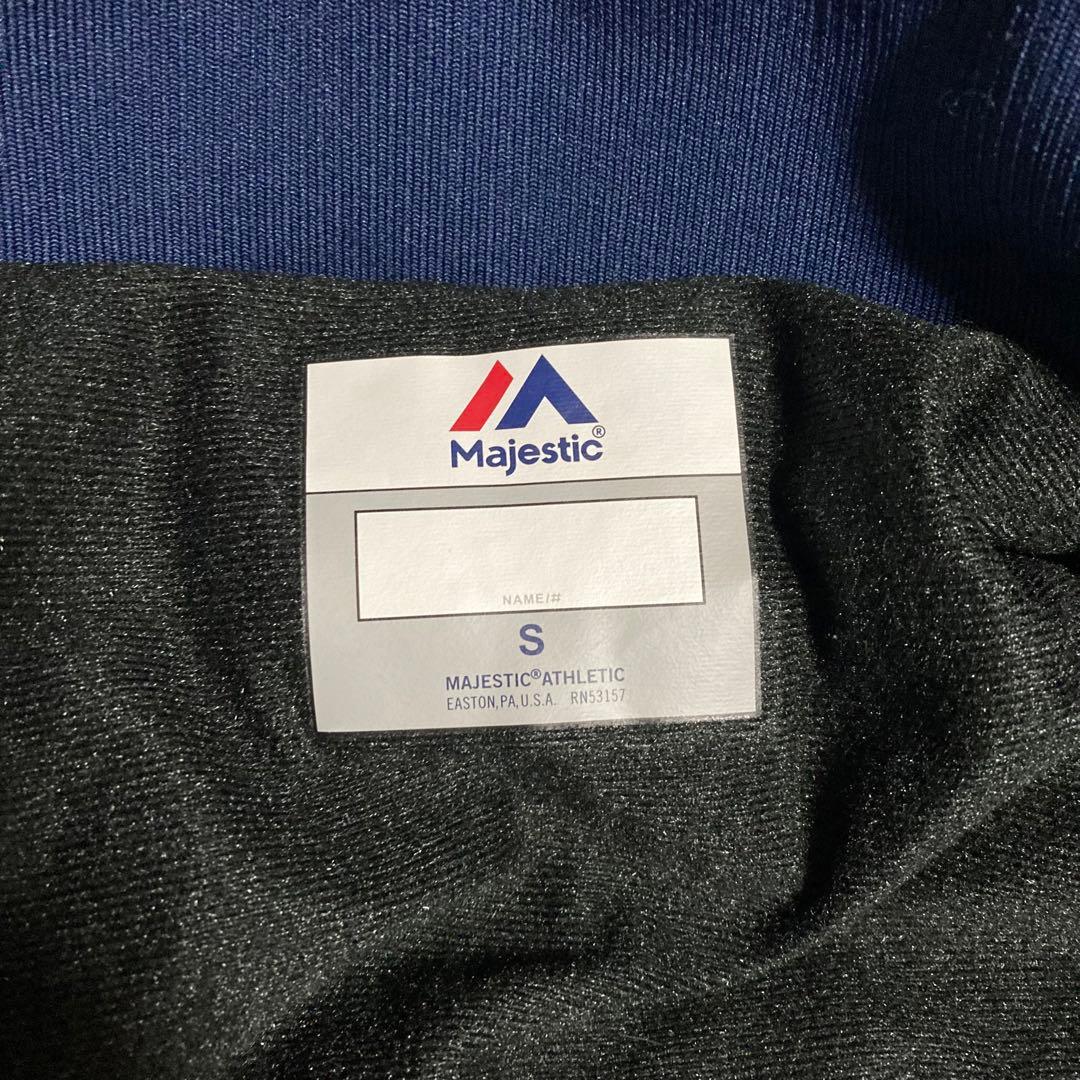 Majestic®
NAME/#
S
MAJESTIC®ATHLETIC
EASTON, PA, U.S.A. RN53157